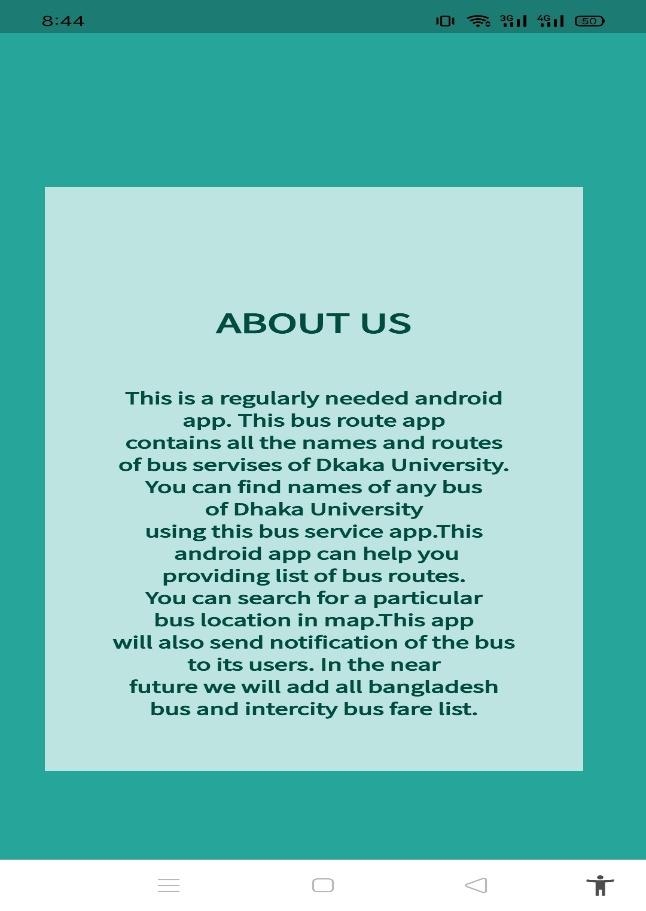 8:44
3G
4G
50
ABOUT US
This is a regularly needed android
app. This bus route app
contains all the names and routes
of bus servises of Dkaka University.
You can find names of any bus
of Dhaka University
using this bus service app.This
android app can help you
providing list of bus routes.
You can search for a particular
bus location in map.This app
will also send notification of the bus
to its users. In the near
future we will add all bangladesh
bus and intercity bus fare list.